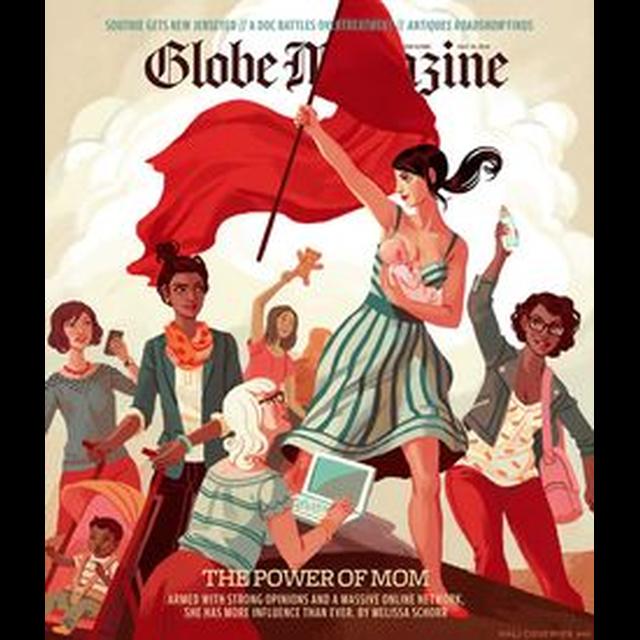 SOUTHIE GETS NEW JERSEYED // A DOC BATTLES OVERTREATMENT // ANTIQUES ROADSHOW FINDS
Globe Magazine
THE POWER OF MOM
ARMED WITH STRONG OPINIONS AND A MASSIVE ONLINE NETWORK,
SHE HAS MORE INFLUENCE THAN EVER. BY MELISSA SCHORR